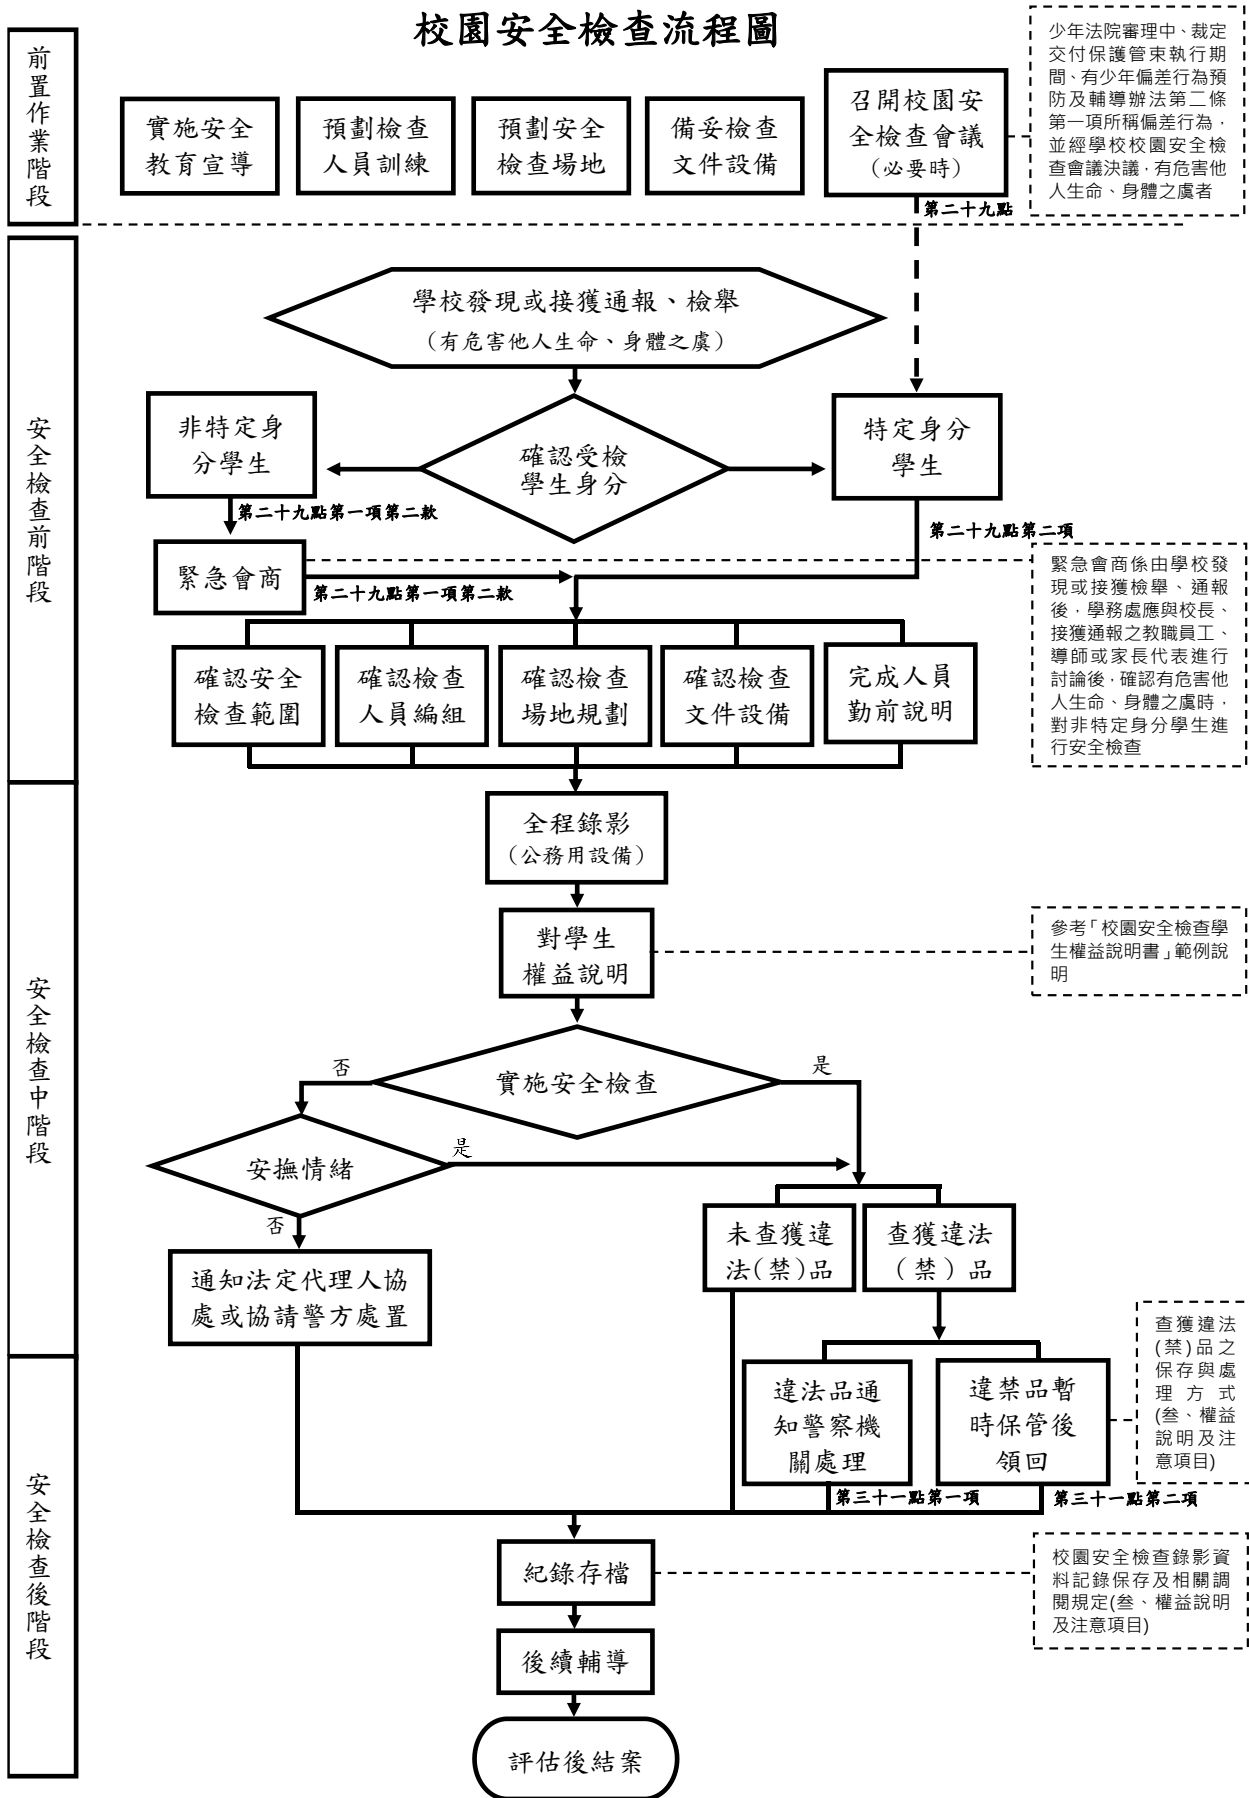 校園安全檢查流程圖
前置作業階段
實施安全
教育宣導
預劃檢查
人員訓練
預劃安全
檢查場地
備妥檢查
文件設備
召開校園安
全檢查會議
(必要時)
少年法院審理中、裁定
交付保護管束執行期
間、有少年偏差行為預
防及輔導辦法第二條
第一項所稱偏差行為，
並經學校校園安全檢
查會議決議，有危害他
人生命、身體之虞者
第二十九點
安全檢查前階段
學校發現或接獲通報、檢舉
(有危害他人生命、身體之虞)
非特定身
分學生
確認受檢
學生身分
特定身分
學生
第二十九點第一項第二款
第二十九點第二項
緊急會商
第二十九點第一項第二款
緊急會商係由學校發
現或接獲檢舉、通報
後，學務處應與校長、
接獲通報之教職員工、
導師或家長代表進行
討論後，確認有危害他
人生命、身體之虞時，
對非特定身分學生進
行安全檢查
確認安全
檢查範圍
確認檢查
人員編組
確認檢查
場地規劃
確認檢查
文件設備
完成人員
勤前說明
安全檢查中階段
全程錄影
(公務用設備)
對學生
權益說明
參考「校園安全檢查學
生權益說明書」範例說
明
實施安全檢查
否
是
安撫情緒
是
否
通知法定代理人協
處或協請警方處置
未查獲違
法(禁)品
查獲違法
(禁)品
安全檢查後階段
違法品通
知警察機
關處理
違禁品暫
時保管後
領回
查獲違法
(禁)品之
保存與處
理方式
(叁、權益
說明及注
意項目)
第三十一點第一項
第三十一點第二項
紀錄存檔
校園安全檢查錄影資
料記錄保存及相關調
閱規定(叁、權益說明
及注意項目)
後續輔導
評估後結案